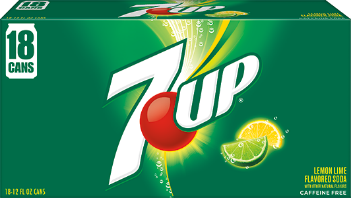 18
CANS
7UP®
LEMON LIME
FLAVORED SODA
WITH OTHER NATURAL FLAVORS
CAFFEINE FREE
18-12 FL OZ CANS